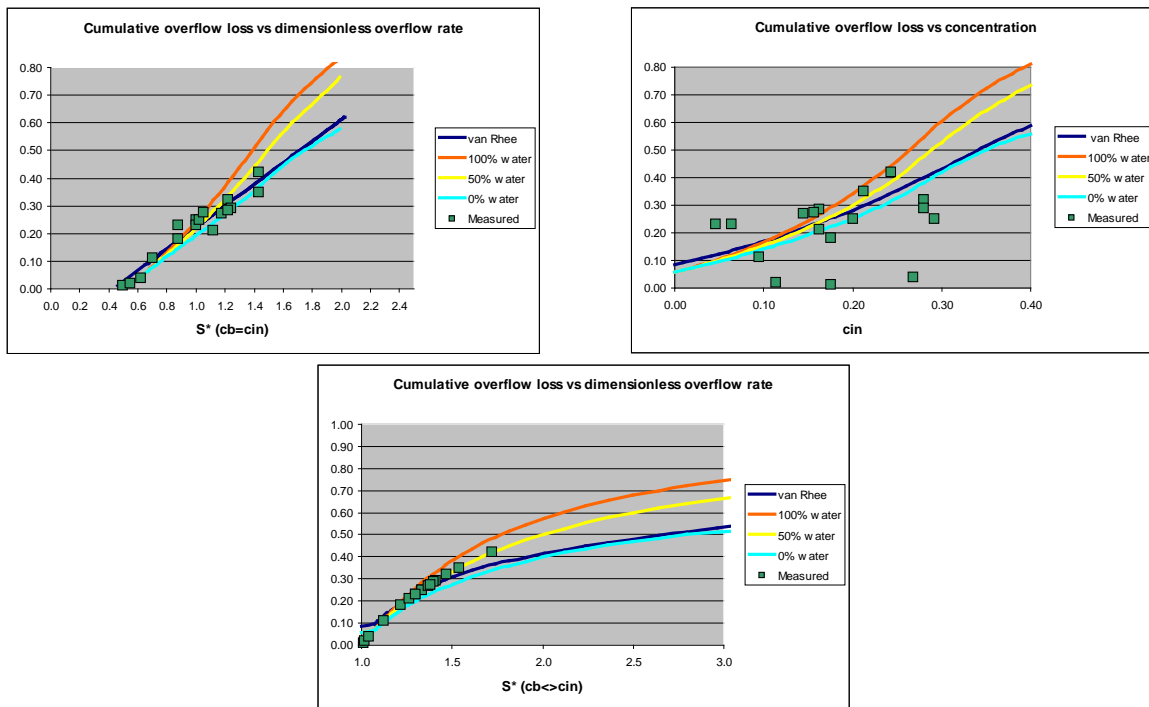 Cumulative overflow loss vs dimensionless overflow rate
0.80
0.70
0.60
0.50
0.40
0.30
0.20
0.10
0.00
0.0 0.2 0.4 0.6 0.8 1.0 1.2 1.4 1.6 1.8 2.0 2.2 2.4
S* (cb=cin)
van Rhee
100% water
50% water
0% water
Measured
Cumulative overflow loss vs concentration
0.80
0.70
0.60
0.50
0.40
0.30
0.20
0.10
0.00
0.00 0.10 0.20 0.30 0.40
cin
van Rhee
100% water
50% water
0% water
Measured
Cumulative overflow loss vs dimensionless overflow rate
1.00
0.90
0.80
0.70
0.60
0.50
0.40
0.30
0.20
0.10
0.00
1.0 1.5 2.0 2.5 3.0
S* (cb<>cin)
van Rhee
100% water
50% water
0% water
Measured